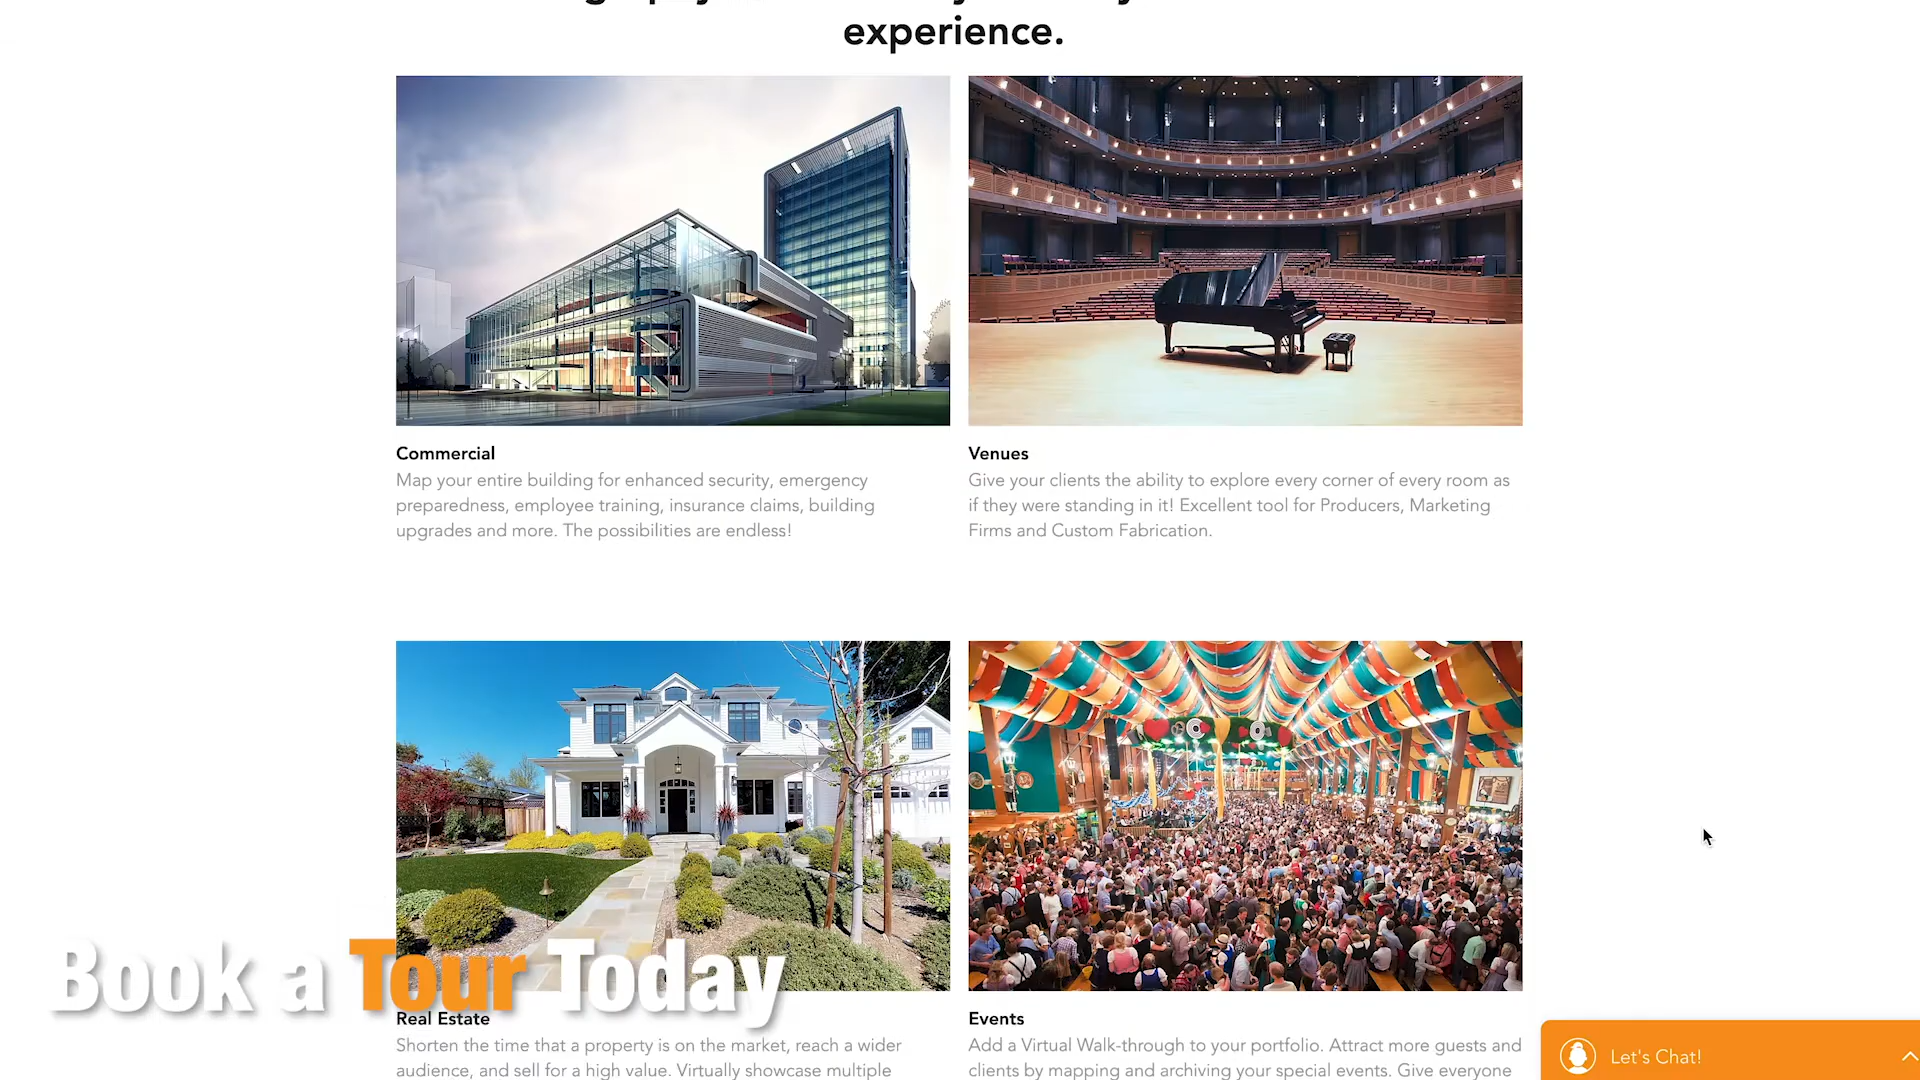 experience.
Commercial
Map your entire building for enhanced security, emergency
preparedness, employee training, insurance claims, building
upgrades and more. The possibilities are endless!
Venues
Give your clients the ability to explore every corner of every room as
if they were standing in it! Excellent tool for Producers, Marketing
Firms and Custom Fabrication.
Book a Tour Today
Real Estate
Shorten the time that a property is on the market, reach a wider
audience, and sell for a high value. Virtually showcase multiple
Events
Add a Virtual Walk-through to your portfolio. Attract more guests and
clients by mapping and archiving your special events. Give everyone
Let's Chat!